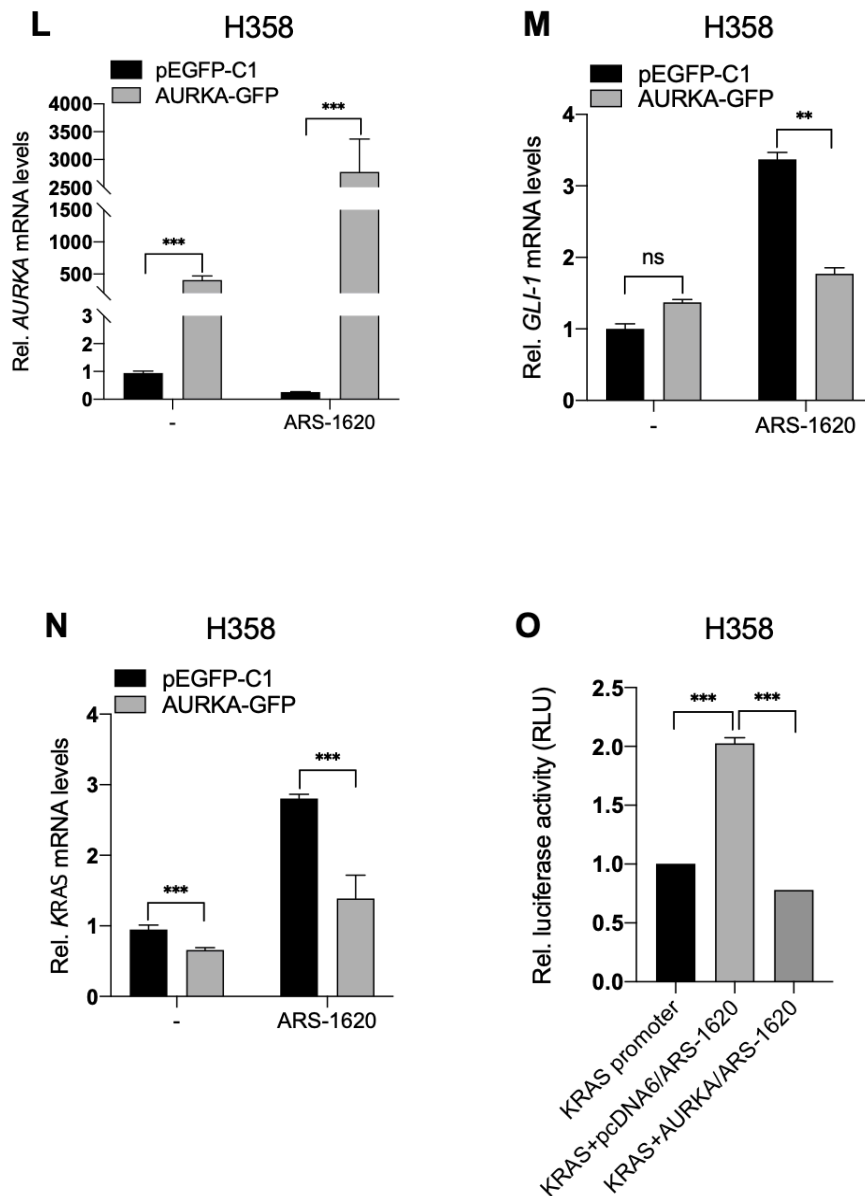 L
H358
pEGFP-C1
AURKA-GFP
Rel. AURKA mRNA levels
4000
3500
3000
2500
1500
1000
500
3
2
1
0
***
***
-
ARS-1620
M
H358
pEGFP-C1
AURKA-GFP
Rel. GLI-1 mRNA levels
4
3
2
1
0
ns
**
-
ARS-1620
N
H358
pEGFP-C1
AURKA-GFP
Rel. KRAS mRNA levels
4
3
2
1
0
***
***
-
ARS-1620
O
H358
Rel. luciferase activity (RLU)
2.5
2.0
1.5
1.0
0.5
0.0
***
***
KRAS promoter
KRAS+pcDNA6/ARS-1620
KRAS+AURKA/ARS-1620